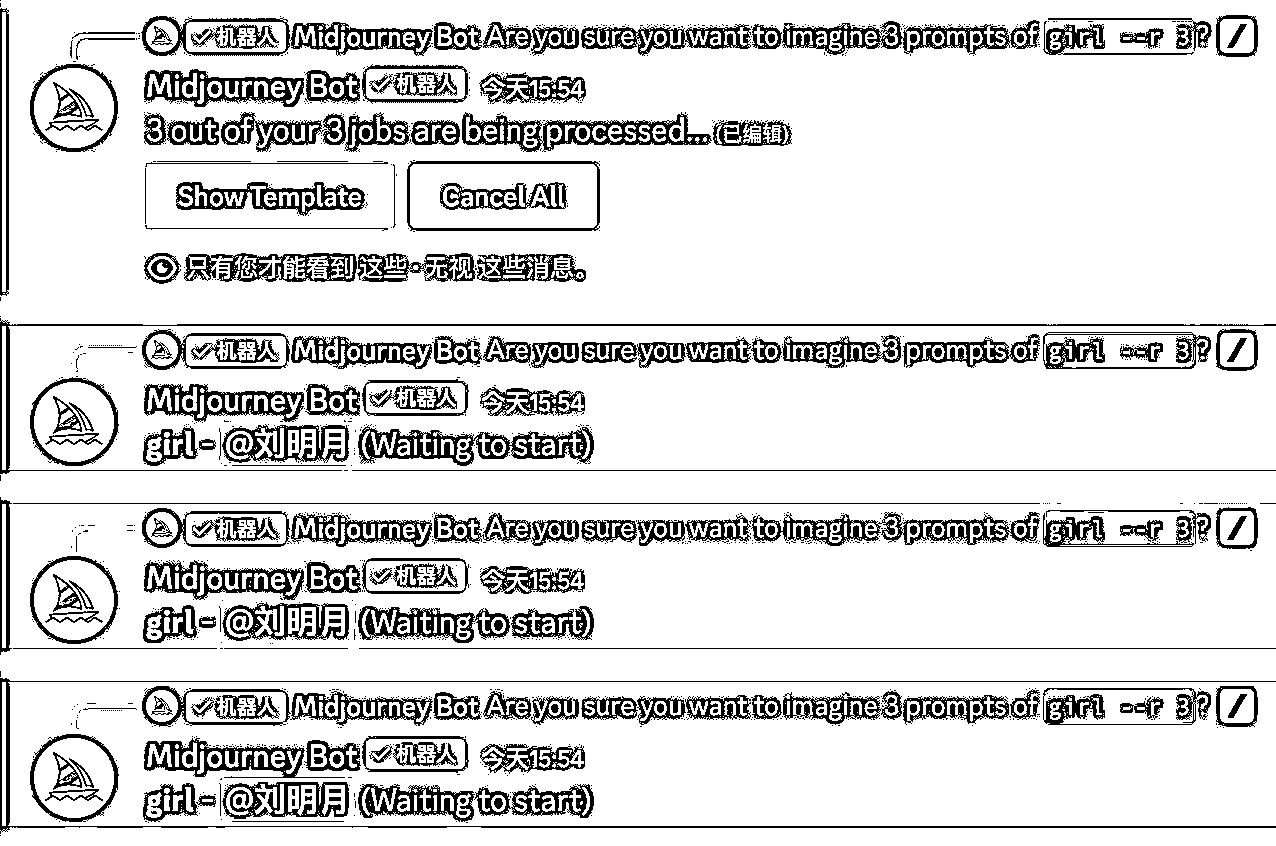 ✓机器人 Midjourney Bot Are you sure you want to imagine 3 prompts of girl --r 3?
Midjourney Bot ✓机器人 今天15:54
3 out of your 3 jobs are being processed... (已编辑)
Show Template Cancel All
只有您才能看到 这些 · 无视 这些消息。
✓机器人 Midjourney Bot Are you sure you want to imagine 3 prompts of girl --r 3?
Midjourney Bot ✓机器人 今天15:54
girl - @刘明月 (Waiting to start)
✓机器人 Midjourney Bot Are you sure you want to imagine 3 prompts of girl --r 3?
Midjourney Bot ✓机器人 今天15:54
girl - @刘明月 (Waiting to start)
✓机器人 Midjourney Bot Are you sure you want to imagine 3 prompts of girl --r 3?
Midjourney Bot ✓机器人 今天15:54
girl - @刘明月 (Waiting to start)